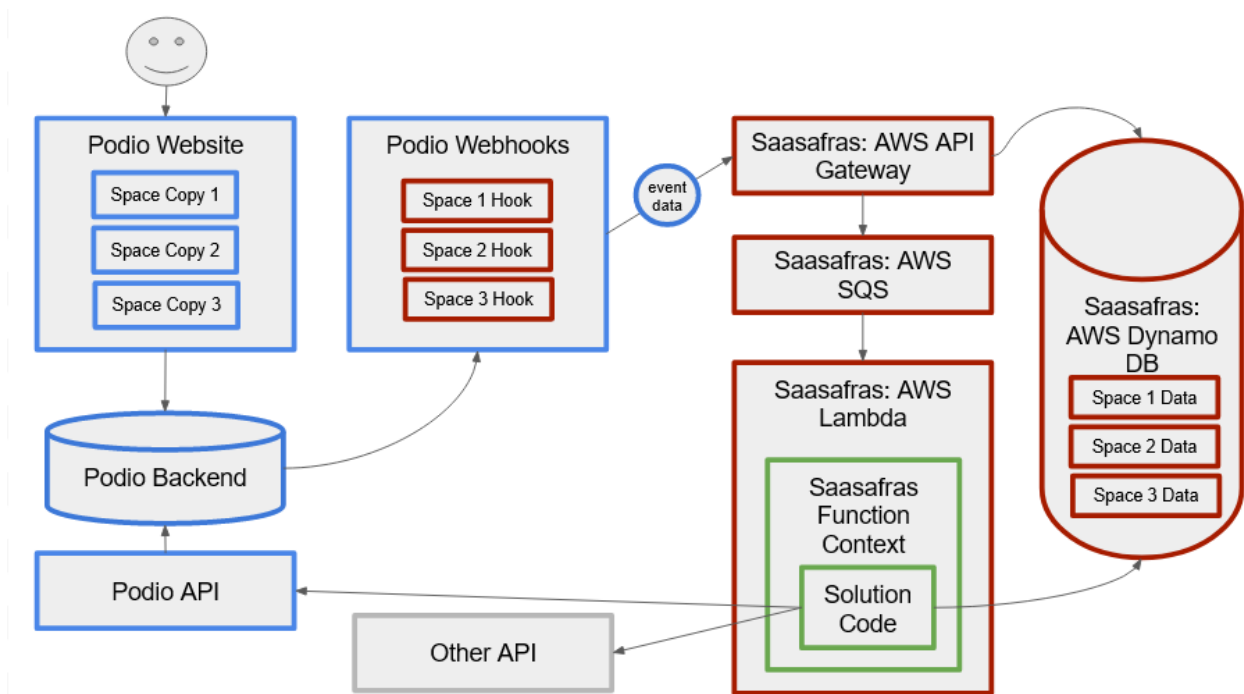 Podio Website
Space Copy 1
Space Copy 2
Space Copy 3
Podio Webhooks
Space 1 Hook
Space 2 Hook
Space 3 Hook
event
data
Saasafras: AWS API
Gateway
Saasafras: AWS
SQS
Saasafras:
AWS Dynamo
DB
Space 1 Data
Space 2 Data
Space 3 Data
Saasafras: AWS
Lambda
Saasafras
Function
Context
Solution
Code
Podio Backend
Podio API
Other API